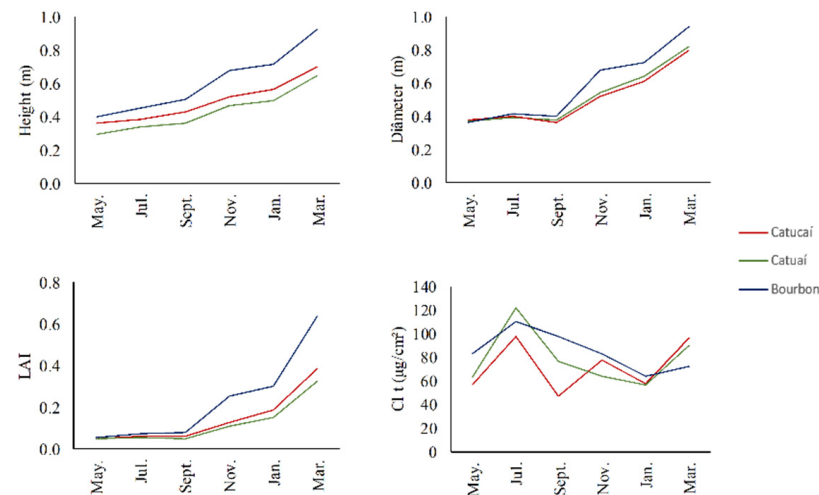 1.0
0.8
0.6
0.4
0.2
0.0
Height (m)
May.
Jul.
Sept.
Nov.
Jan.
Mar.
1.0
0.8
0.6
0.4
0.2
0.0
Diâmeter (m)
May.
Jul.
Sept.
Nov.
Jan.
Mar.
Catucaí
Catuaí
Bourbon
0.8
0.6
0.4
0.2
0.0
LAI
May.
Jul.
Sept.
Nov.
Jan.
Mar.
140
120
100
80
60
40
20
0
Cl t (µg/cm²)
May.
Jul.
Sept.
Nov.
Jan.
Mar.